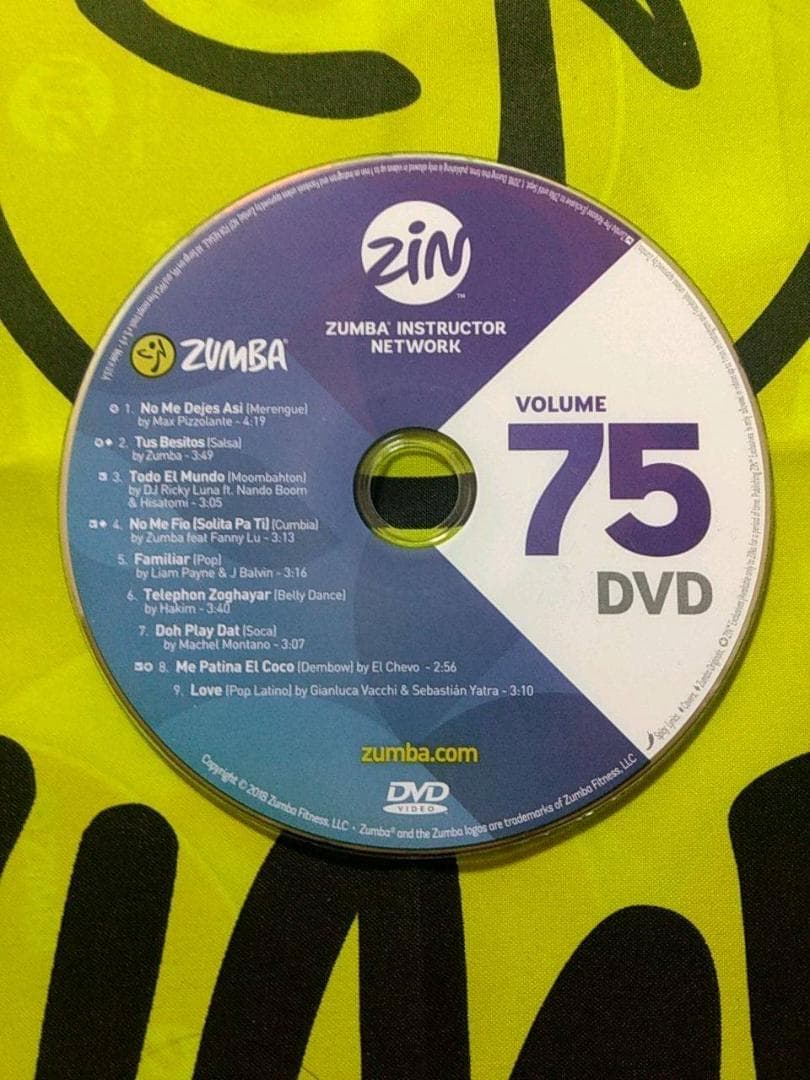 ZiN
TM
ZUMBA® INSTRUCTOR
NETWORK
ZUMBA®
VOLUME
75
DVD
1. No Me Dejes Asi (Merengue)
by Max Pizzolante - 4:19
2. Tus Besitos (Salsa)
by Zumba - 3:49
3. Todo El Mundo (Moombahton)
by DJ Ricky Luna ft. Nando Boom
& Hisatomi - 3:05
4. No Me Fio (Solita Pa Ti) (Cumbia)
by Zumba feat Fanny Lu - 3:13
5. Familiar (Pop)
by Liam Payne & J Balvin - 3:16
6. Telephon Zoghayar (Belly Dance)
by Hakim - 3:40
7. Doh Play Dat (Soca)
by Machel Montano - 3:07
8. Me Patina El Coco (Dembow) by El Chevo - 2:56
9. Love (Pop Latino) by Gianluca Vacchi & Sebastián Yatra - 3:10
zumba.com
DVD
VIDEO
Copyright © 2018 Zumba Fitness, LLC • Zumba® and the Zumba logos are trademarks of Zumba Fitness, LLC
Spicy Lyrics. Covers. Zumba Originals.